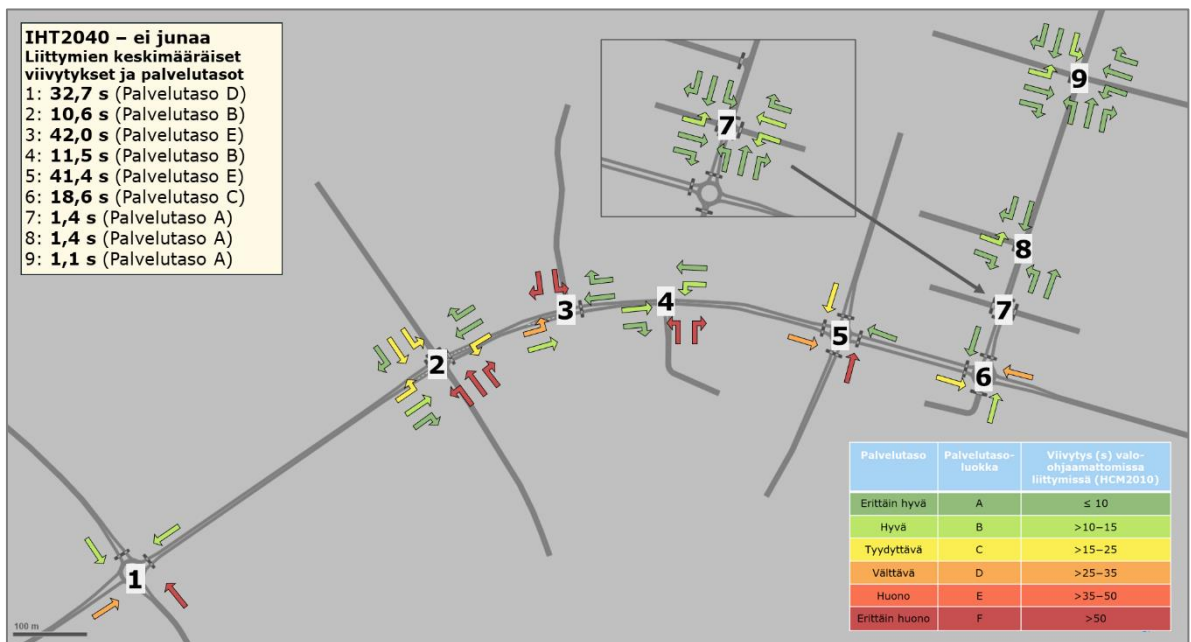 IHT2040 – ei junaa
Liittymien keskimääräiset
viivytykset ja palvelutasot
1: 32,7 s (Palvelutaso D)
2: 10,6 s (Palvelutaso B)
3: 42,0 s (Palvelutaso E)
4: 11,5 s (Palvelutaso B)
5: 41,4 s (Palvelutaso E)
6: 18,6 s (Palvelutaso C)
7: 1,4 s (Palvelutaso A)
8: 1,4 s (Palvelutaso A)
9: 1,1 s (Palvelutaso A)
9
7
8
7
3
4
5
2
6
1
100 m
Palvelutaso Palvelutaso-luokka Viivytys (s) valo-ohjaamattomissa liittymissä (HCM2010)
Erittäin hyvä A ≤ 10
Hyvä B >10−15
Tyydyttävä C >15−25
Välttävä D >25−35
Huono E >35−50
Erittäin huono F >50